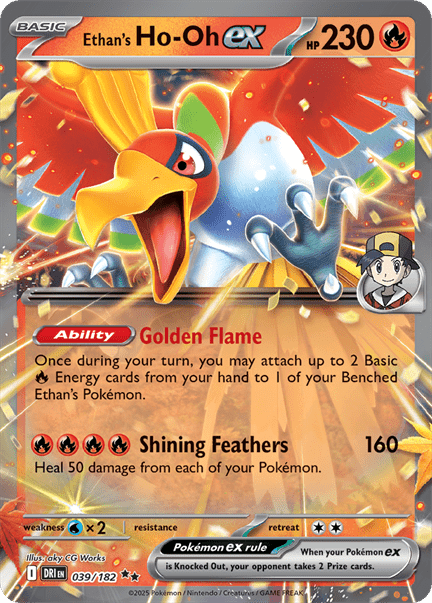 BASIC
Ethan's Ho-Oh ex HP 230
Ability Golden Flame
Once during your turn, you may attach up to 2 Basic
Energy cards from your hand to 1 of your Benched
Ethan's Pokémon.
Shining Feathers 160
Heal 50 damage from each of your Pokémon.
weakness ×2 resistance retreat
Illus. aky CG Works
Pokémon ex rule When your Pokémon ex
is Knocked Out, your opponent takes 2 Prize cards.
I DRI EN 039/182
©2025 Pokémon / Nintendo / Creatures / GAME FREAK